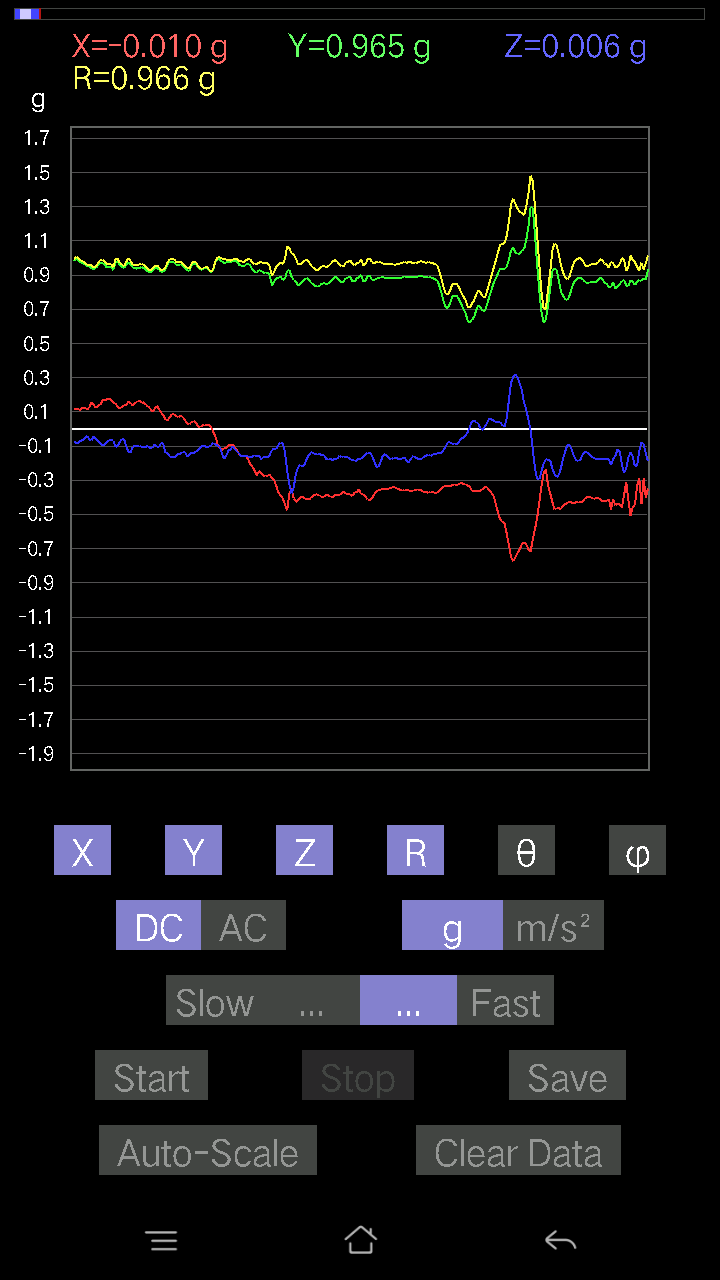 X=-0.010 g Y=0.965 g Z=0.006 g
R=0.966 g
g
1.7
1.5
1.3
1.1
0.9
0.7
0.5
0.3
0.1
-0.1
-0.3
-0.5
-0.7
-0.9
-1.1
-1.3
-1.5
-1.7
-1.9
X Y Z R θ φ
DC AC g m/s²
Slow ... ... Fast
Start Stop Save
Auto-Scale Clear Data